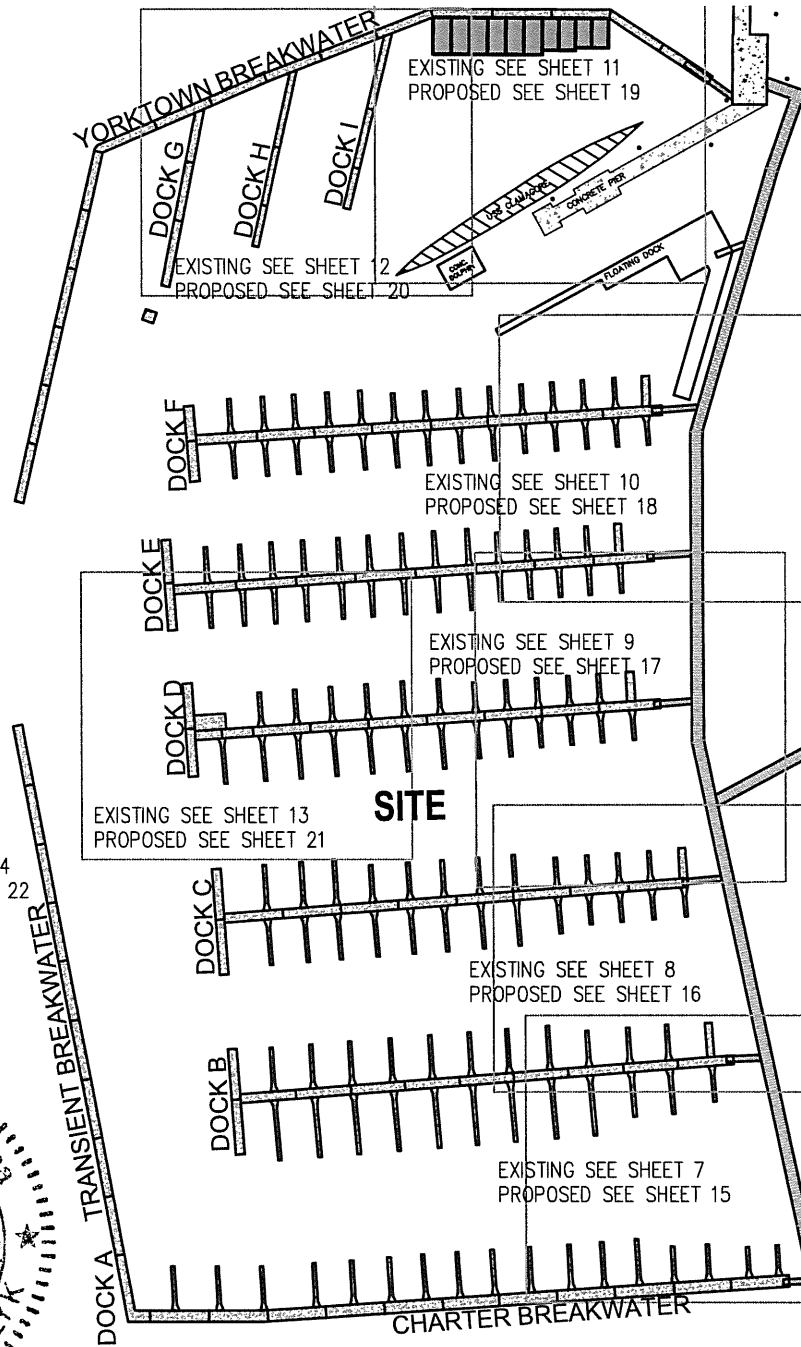 YORKTOWN BREAKWATER
EXISTING SEE SHEET 11
PROPOSED SEE SHEET 19
DOCK G
DOCK H
DOCK I
USS CLAMAGORE
CONCRETE PIER
CONC. DOLPHIN
FLOATING DOCK
EXISTING SEE SHEET 12
PROPOSED SEE SHEET 20
DOCK F
EXISTING SEE SHEET 10
PROPOSED SEE SHEET 18
DOCK E
EXISTING SEE SHEET 9
PROPOSED SEE SHEET 17
DOCK D
SITE
EXISTING SEE SHEET 13
PROPOSED SEE SHEET 21
4
22
DOCK C
EXISTING SEE SHEET 8
PROPOSED SEE SHEET 16
TRANSIENT BREAKWATER
DOCK B
EXISTING SEE SHEET 7
PROPOSED SEE SHEET 15
DOCK A
CHARTER BREAKWATER